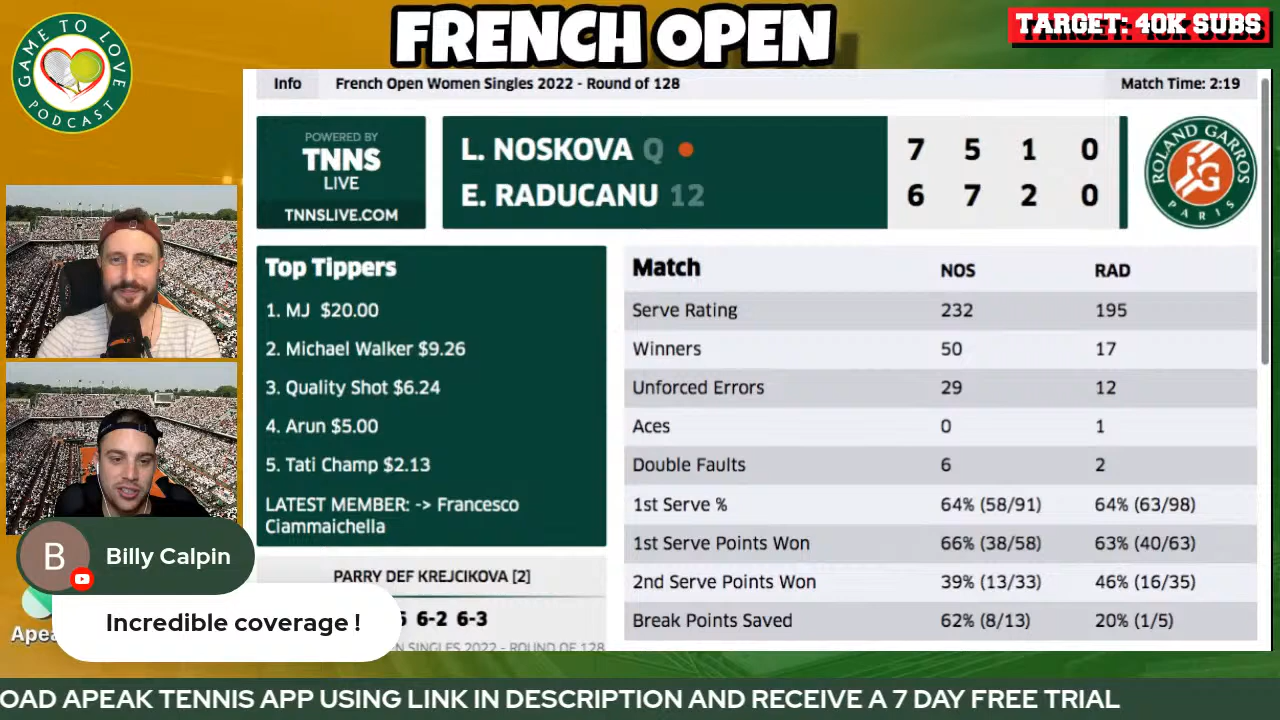 GAME TO LOVE
PODCAST
FRENCH OPEN
TARGET: 40K SUBS
Info French Open Women Singles 2022 - Round of 128 Match Time: 2:19
POWERED BY
TNNS
LIVE
TNNSLIVE.COM
L. NOSKOVA Q 7 5 1 0
E. RADUCANU 12 6 7 2 0
ROLAND GARROS
RG
PARIS
Top Tippers
1. MJ $20.00
2. Michael Walker $9.26
3. Quality Shot $6.24
4. Arun $5.00
5. Tati Champ $2.13
LATEST MEMBER: -> Francesco
Ciammaichella
PARRY DEF KREJCIKOVA [2]
6-2 6-3
SINGLES 2022 - ROUND OF 128
Match NOS RAD
Serve Rating 232 195
Winners 50 17
Unforced Errors 29 12
Aces 0 1
Double Faults 6 2
1st Serve % 64% (58/91) 64% (63/98)
1st Serve Points Won 66% (38/58) 63% (40/63)
2nd Serve Points Won 39% (13/33) 46% (16/35)
Break Points Saved 62% (8/13) 20% (1/5)
B
Billy Calpin
Incredible coverage !
Apea
OAD APEAK TENNIS APP USING LINK IN DESCRIPTION AND RECEIVE A 7 DAY FREE TRIAL